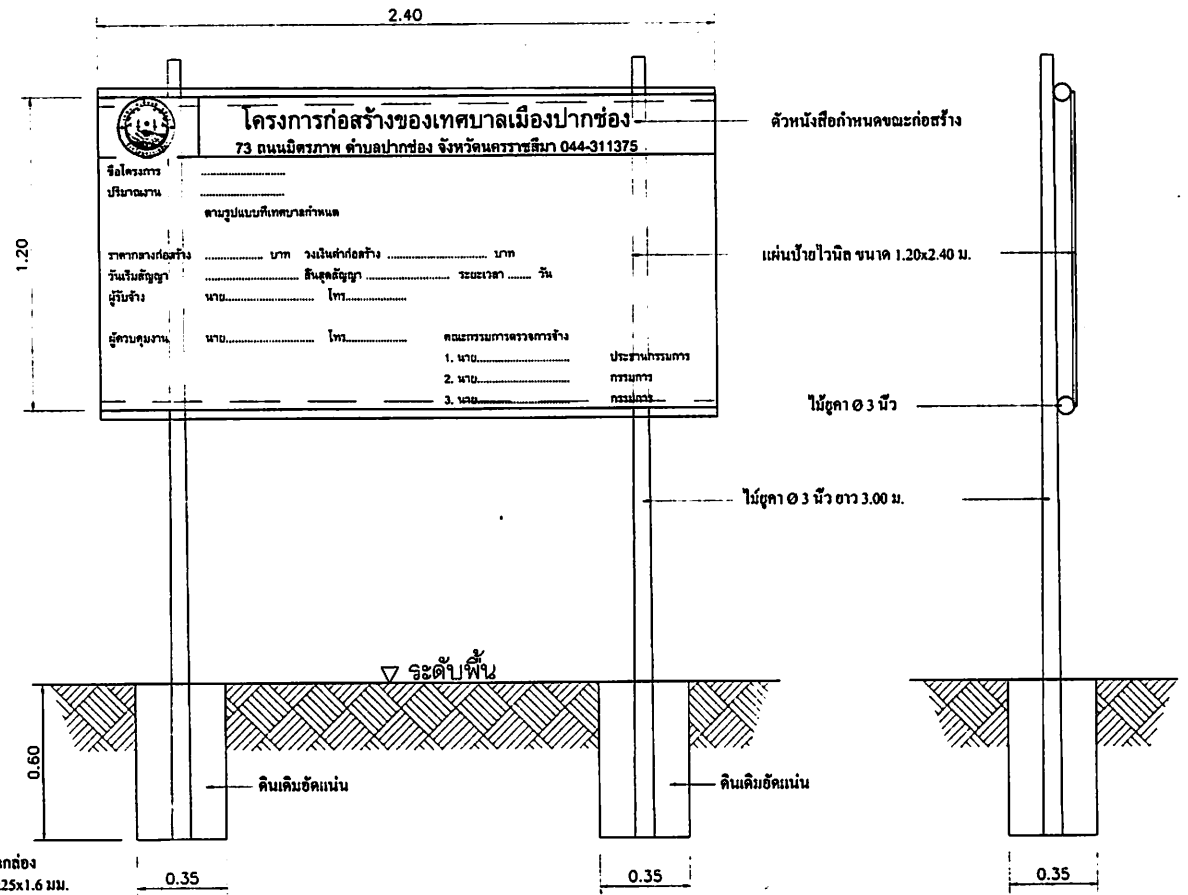 2.40
โครงการก่อสร้างของเทศบาลเมืองปากช่อง
73 ถนนมิตรภาพ ตำบลปากช่อง จังหวัดนครราชสีมา 044-311375
ตัวหนังสือกำหนดขณะก่อสร้าง
ชื่อโครงการ ........................
ปริมาณงาน ........................
ตามรูปแบบที่เทศบาลกำหนด
1.20
ราคากลางก่อสร้าง ................ บาท วงเงินค่าก่อสร้าง ............................ บาท
แผ่นป้ายไวนิล ขนาด 1.20x2.40 ม.
วันเริ่มสัญญา .......................... สิ้นสุดสัญญา ........................ ระยะเวลา ...... วัน
ผู้รับจ้าง นาย........................ โทร.................
ผู้ควบคุมงาน นาย........................ โทร................. คณะกรรมการตรวจการจ้าง
1. นาย........................ ประธานกรรมการ
2. นาย........................ กรรมการ
3. นาย........................ กรรมการ
ไม้ยูคา Ø 3 นิ้ว
ไม้ยูคา Ø 3 นิ้ว ยาว 3.00 ม.
ระดับพื้น
0.60
ดินเดิมอัดแน่น
ดินเดิมอัดแน่น
กล่อง
25x1.6 มม.
0.35
0.35
0.35